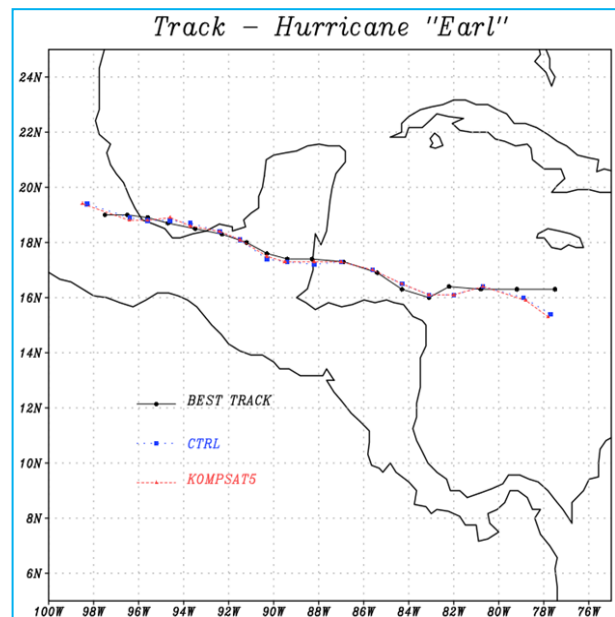 Track – Hurricane "Earl"
24N
22N
20N
18N
16N
14N
12N
10N
8N
6N
BEST TRACK
CTRL
KOMPSAT5
100W 98W 96W 94W 92W 90W 88W 86W 84W 82W 80W 78W 76W